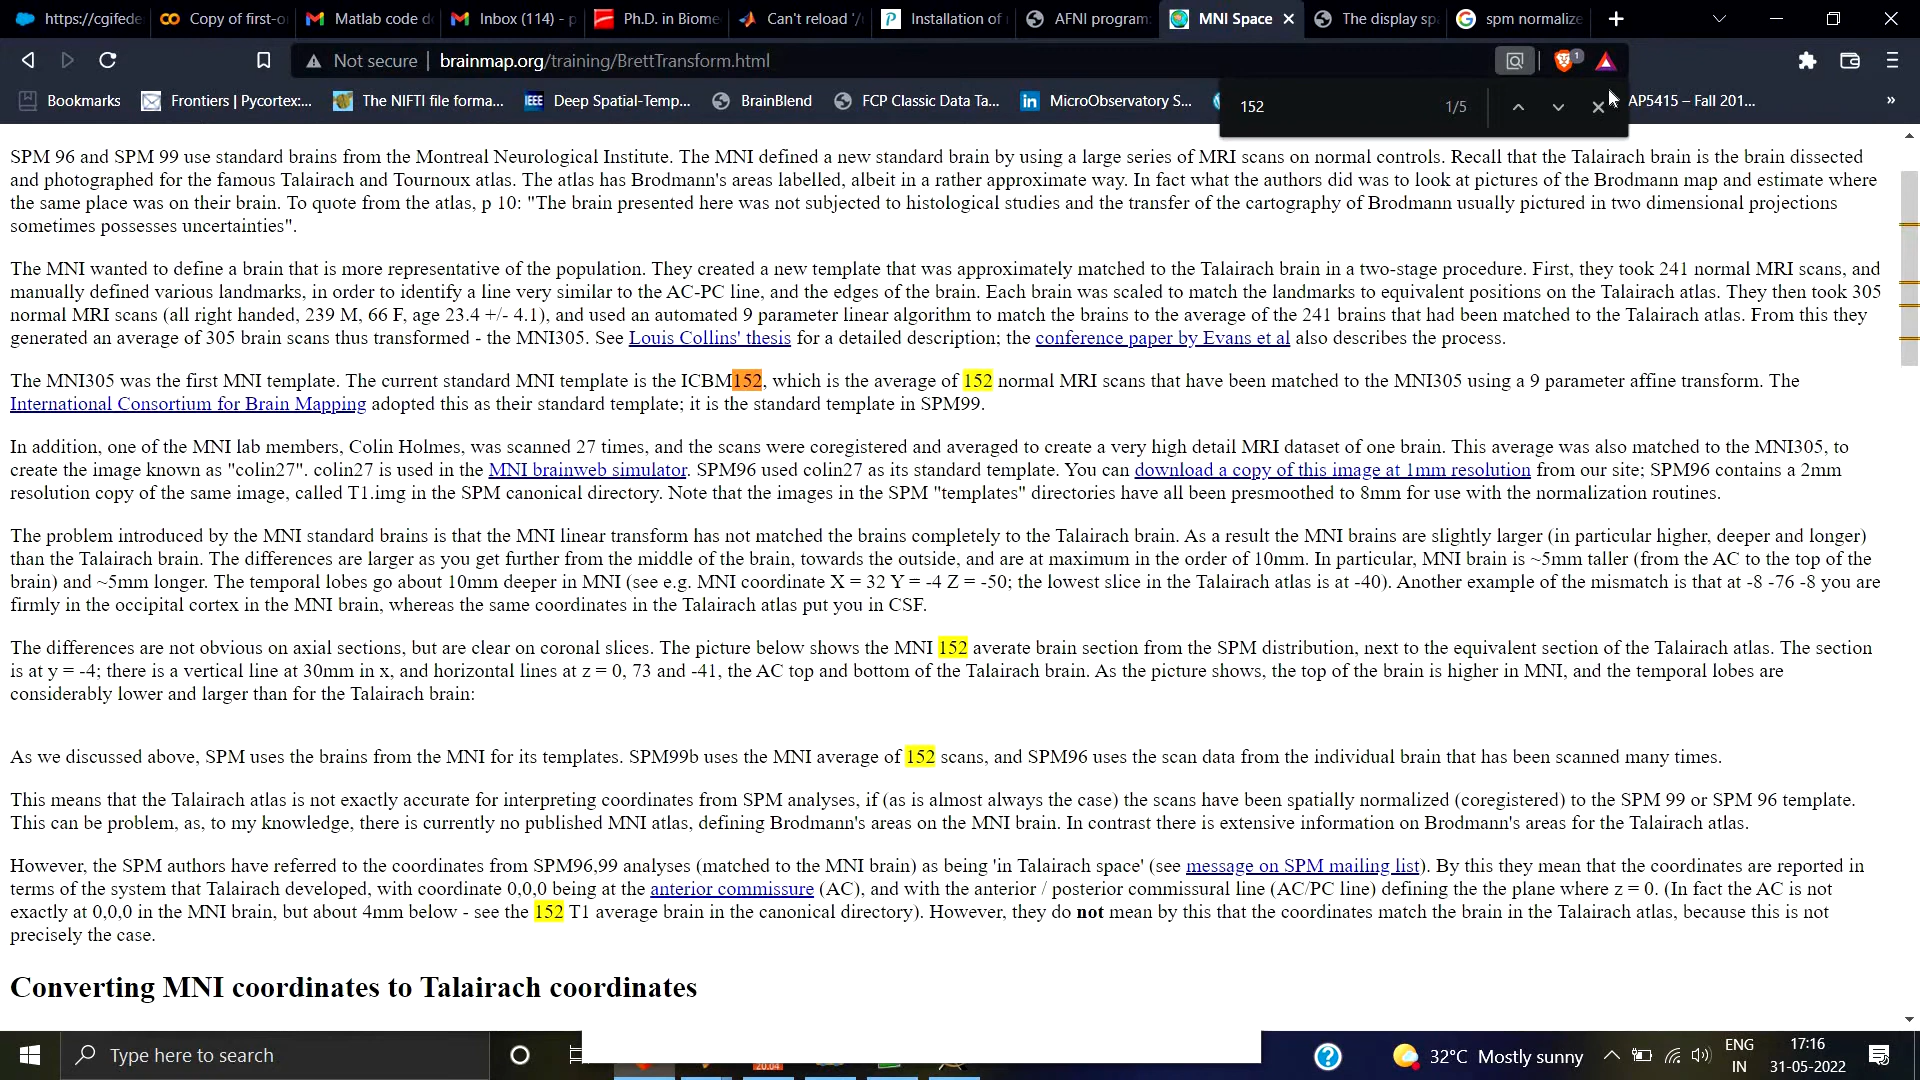 https://cgifede
Copy of first-o
Matlab code d
Inbox (114) - p
Ph.D. in Biome
Can't reload '/
Installation of
AFNI program
MNI Space
The display sp
spm normalize
Not secure | brainmap.org/training/BrettTransform.html
1
Bookmarks
Frontiers | Pycortex:...
The NIFTI file forma...
IEEE Deep Spatial-Temp...
BrainBlend
FCP Classic Data Ta...
MicroObservatory S...
AP5415 – Fall 201...
»
152 1/5
SPM 96 and SPM 99 use standard brains from the Montreal Neurological Institute. The MNI defined a new standard brain by using a large series of MRI scans on normal controls. Recall that the Talairach brain is the brain dissected
and photographed for the famous Talairach and Tournoux atlas. The atlas has Brodmann's areas labelled, albeit in a rather approximate way. In fact what the authors did was to look at pictures of the Brodmann map and estimate where
the same place was on their brain. To quote from the atlas, p 10: "The brain presented here was not subjected to histological studies and the transfer of the cartography of Brodmann usually pictured in two dimensional projections
sometimes possesses uncertainties".
The MNI wanted to define a brain that is more representative of the population. They created a new template that was approximately matched to the Talairach brain in a two-stage procedure. First, they took 241 normal MRI scans, and
manually defined various landmarks, in order to identify a line very similar to the AC-PC line, and the edges of the brain. Each brain was scaled to match the landmarks to equivalent positions on the Talairach atlas. They then took 305
normal MRI scans (all right handed, 239 M, 66 F, age 23.4 +/- 4.1), and used an automated 9 parameter linear algorithm to match the brains to the average of the 241 brains that had been matched to the Talairach atlas. From this they
generated an average of 305 brain scans thus transformed - the MNI305. See Louis Collins' thesis for a detailed description; the conference paper by Evans et al also describes the process.
The MNI305 was the first MNI template. The current standard MNI template is the ICBM152, which is the average of 152 normal MRI scans that have been matched to the MNI305 using a 9 parameter affine transform. The
International Consortium for Brain Mapping adopted this as their standard template; it is the standard template in SPM99.
In addition, one of the MNI lab members, Colin Holmes, was scanned 27 times, and the scans were coregistered and averaged to create a very high detail MRI dataset of one brain. This average was also matched to the MNI305, to
create the image known as "colin27". colin27 is used in the MNI brainweb simulator. SPM96 used colin27 as its standard template. You can download a copy of this image at 1mm resolution from our site; SPM96 contains a 2mm
resolution copy of the same image, called T1.img in the SPM canonical directory. Note that the images in the SPM "templates" directories have all been presmoothed to 8mm for use with the normalization routines.
The problem introduced by the MNI standard brains is that the MNI linear transform has not matched the brains completely to the Talairach brain. As a result the MNI brains are slightly larger (in particular higher, deeper and longer)
than the Talairach brain. The differences are larger as you get further from the middle of the brain, towards the outside, and are at maximum in the order of 10mm. In particular, MNI brain is ~5mm taller (from the AC to the top of the
brain) and ~5mm longer. The temporal lobes go about 10mm deeper in MNI (see e.g. MNI coordinate X = 32 Y = -4 Z = -50; the lowest slice in the Talairach atlas is at -40). Another example of the mismatch is that at -8 -76 -8 you are
firmly in the occipital cortex in the MNI brain, whereas the same coordinates in the Talairach atlas put you in CSF.
The differences are not obvious on axial sections, but are clear on coronal slices. The picture below shows the MNI 152 averate brain section from the SPM distribution, next to the equivalent section of the Talairach atlas. The section
is at y = -4; there is a vertical line at 30mm in x, and horizontal lines at z = 0, 73 and -41, the AC top and bottom of the Talairach brain. As the picture shows, the top of the brain is higher in MNI, and the temporal lobes are
considerably lower and larger than for the Talairach brain:
As we discussed above, SPM uses the brains from the MNI for its templates. SPM99b uses the MNI average of 152 scans, and SPM96 uses the scan data from the individual brain that has been scanned many times.
This means that the Talairach atlas is not exactly accurate for interpreting coordinates from SPM analyses, if (as is almost always the case) the scans have been spatially normalized (coregistered) to the SPM 99 or SPM 96 template.
This can be problem, as, to my knowledge, there is currently no published MNI atlas, defining Brodmann's areas on the MNI brain. In contrast there is extensive information on Brodmann's areas for the Talairach atlas.
However, the SPM authors have referred to the coordinates from SPM96,99 analyses (matched to the MNI brain) as being 'in Talairach space' (see message on SPM mailing list). By this they mean that the coordinates are reported in
terms of the system that Talairach developed, with coordinate 0,0,0 being at the anterior commissure (AC), and with the anterior / posterior commissural line (AC/PC line) defining the the plane where z = 0. (In fact the AC is not
exactly at 0,0,0 in the MNI brain, but about 4mm below - see the 152 T1 average brain in the canonical directory). However, they do not mean by this that the coordinates match the brain in the Talairach atlas, because this is not
precisely the case.
Converting MNI coordinates to Talairach coordinates
Type here to search
20.04
32°C Mostly sunny
ENG
IN
17:16
31-05-2022